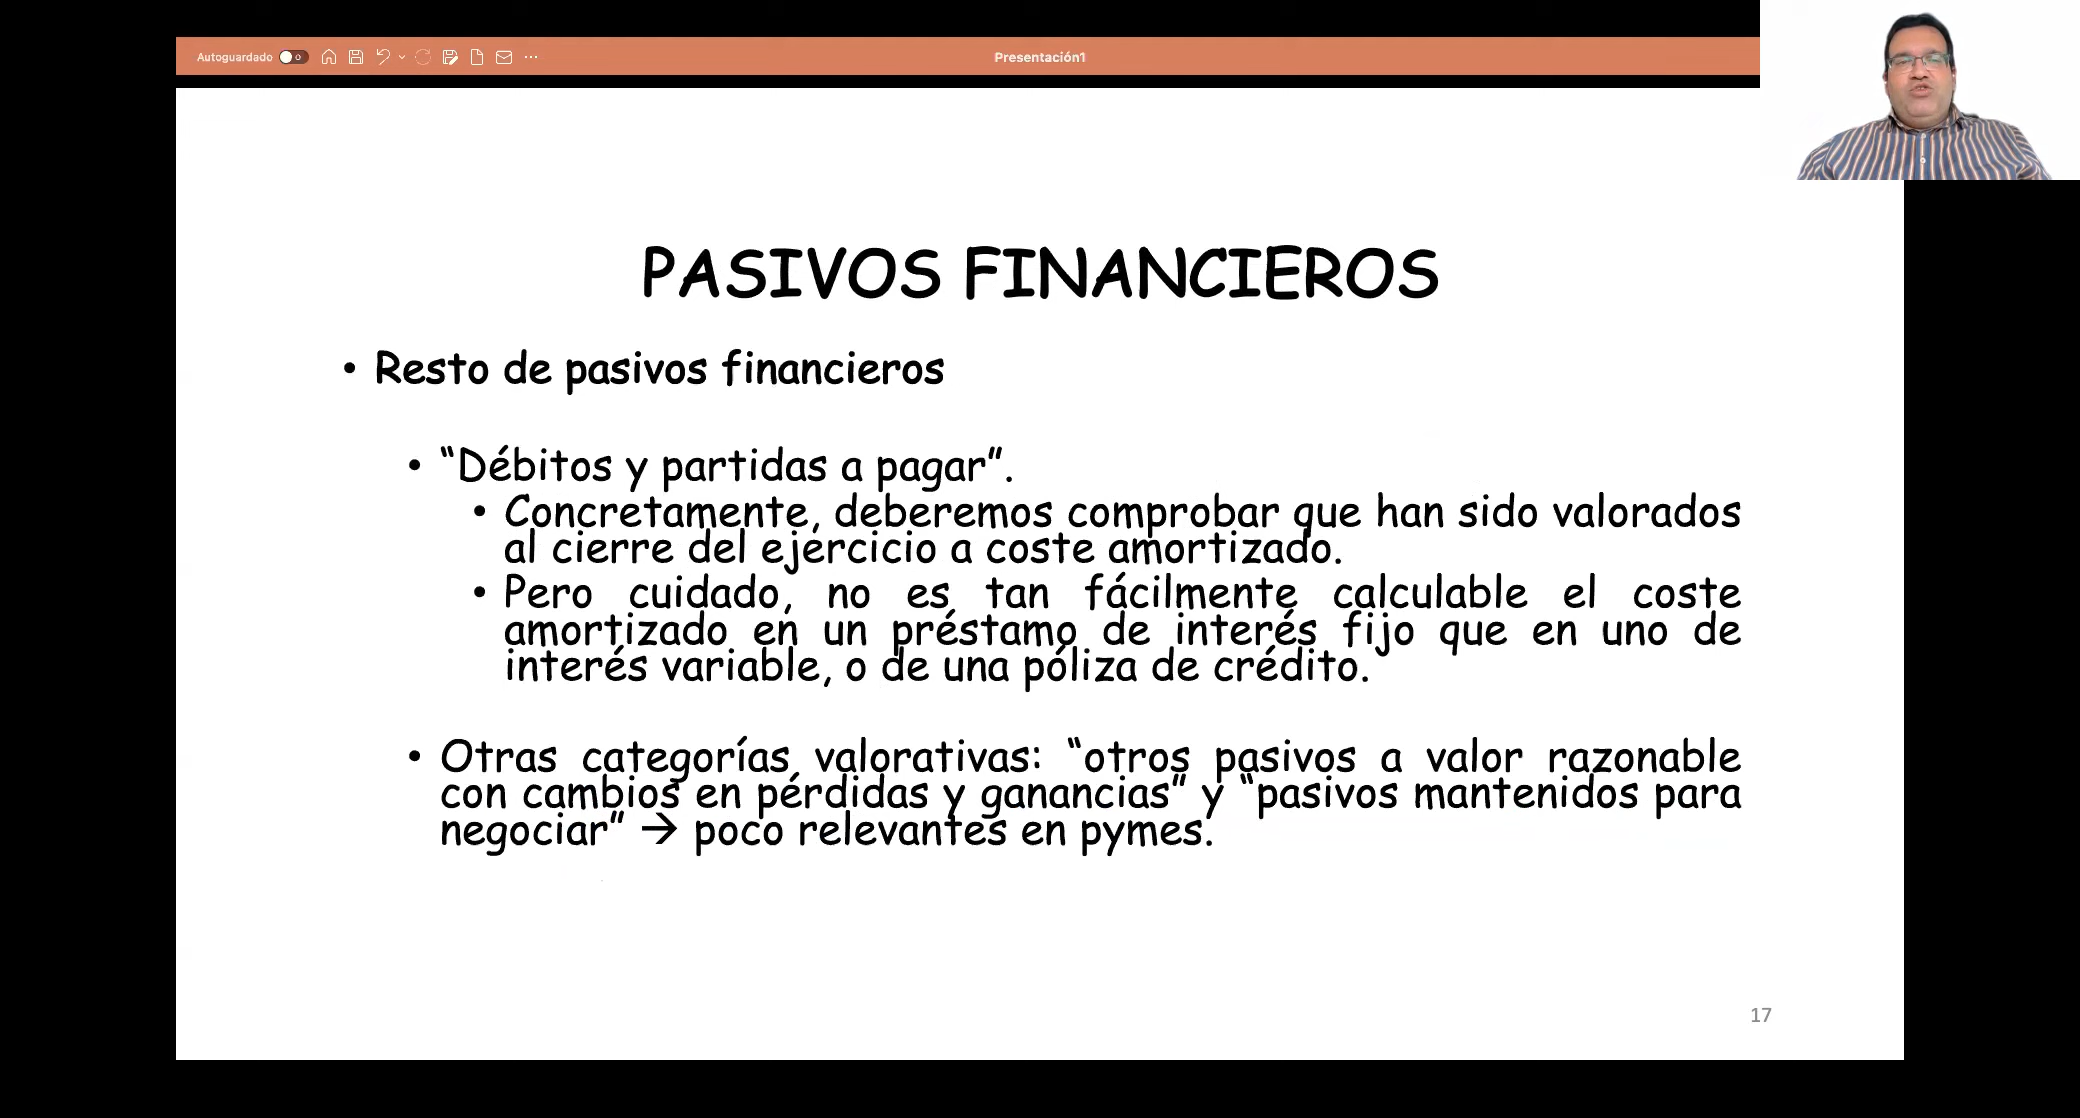 Autoguardado
Presentación1
PASIVOS FINANCIEROS
• Resto de pasivos financieros
• “Débitos y partidas a pagar”.
• Concretamente, deberemos comprobar que han sido valorados
al cierre del ejercicio a coste amortizado.
• Pero cuidado, no es tan fácilmente calculable el coste
amortizado en un préstamo de interés fijo que en uno de
interés variable, o de una póliza de crédito.
• Otras categorías valorativas: “otros pasivos a valor razonable
con cambios en pérdidas y ganancias” y “pasivos mantenidos para
negociar” → poco relevantes en pymes.
17